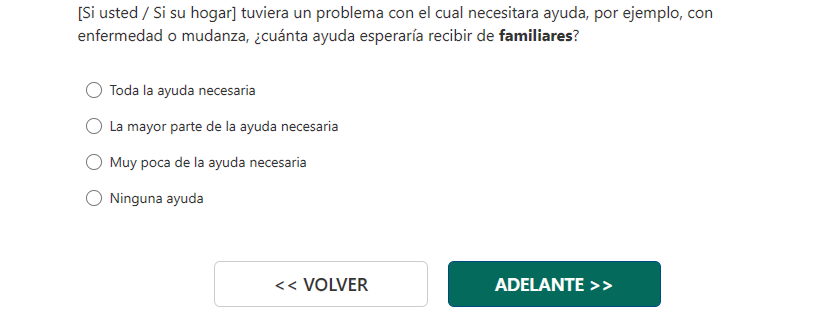 [Si usted / Si su hogar] tuviera un problema con el cual necesitara ayuda, por ejemplo, con
enfermedad o mudanza, ¿cuánta ayuda esperaría recibir de familiares?
Toda la ayuda necesaria
La mayor parte de la ayuda necesaria
Muy poca de la ayuda necesaria
Ninguna ayuda
<< VOLVER
ADELANTE >>